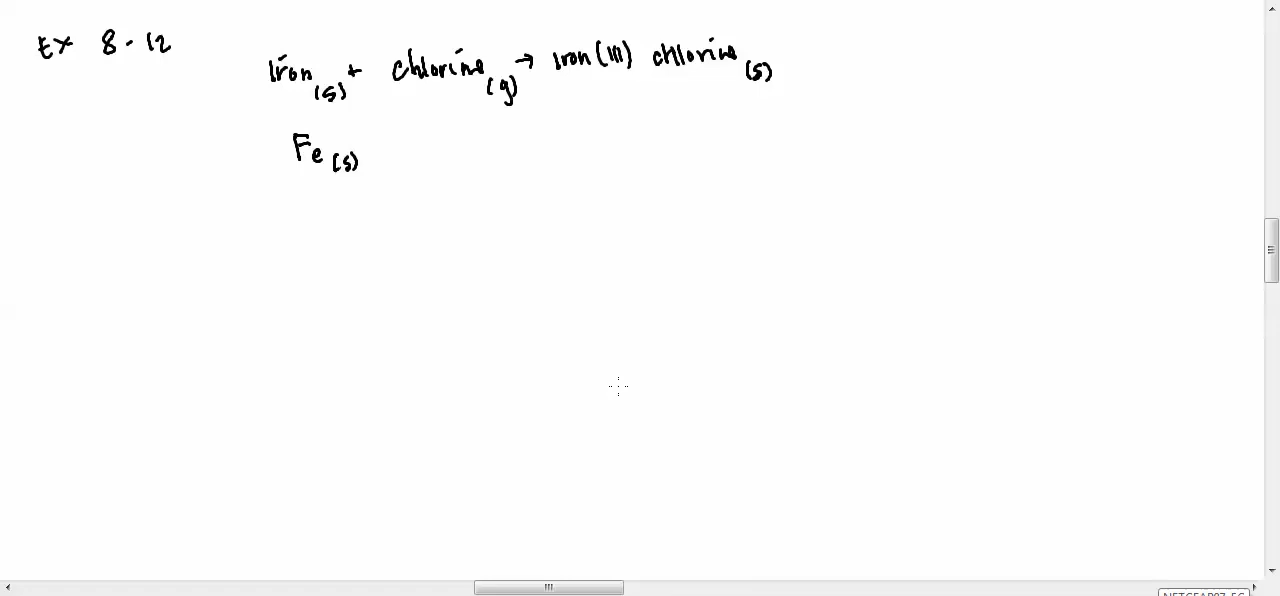 Ex 8.12
Iron(s) + chlorine(g) → Iron(III) chlorine(s)
Fe(s)